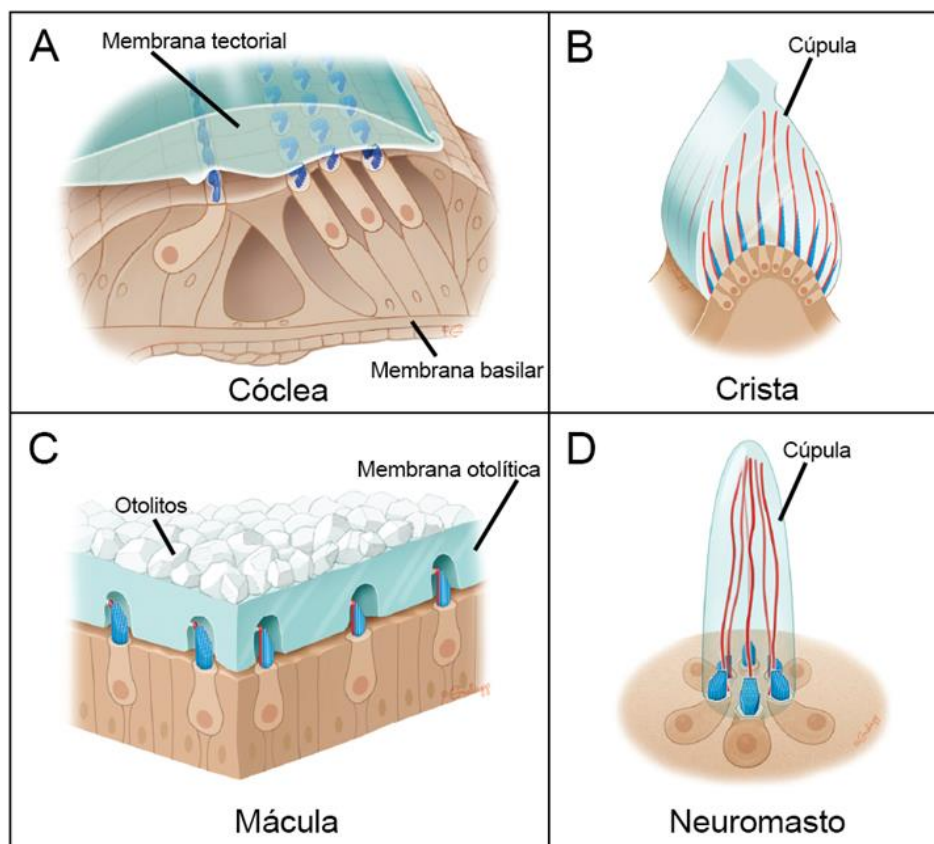 A
Membrana tectorial
Membrana basilar
Cóclea
B
Cúpula
Crista
C
Otolitos
Membrana otolítica
Mácula
D
Cúpula
Neuromasto